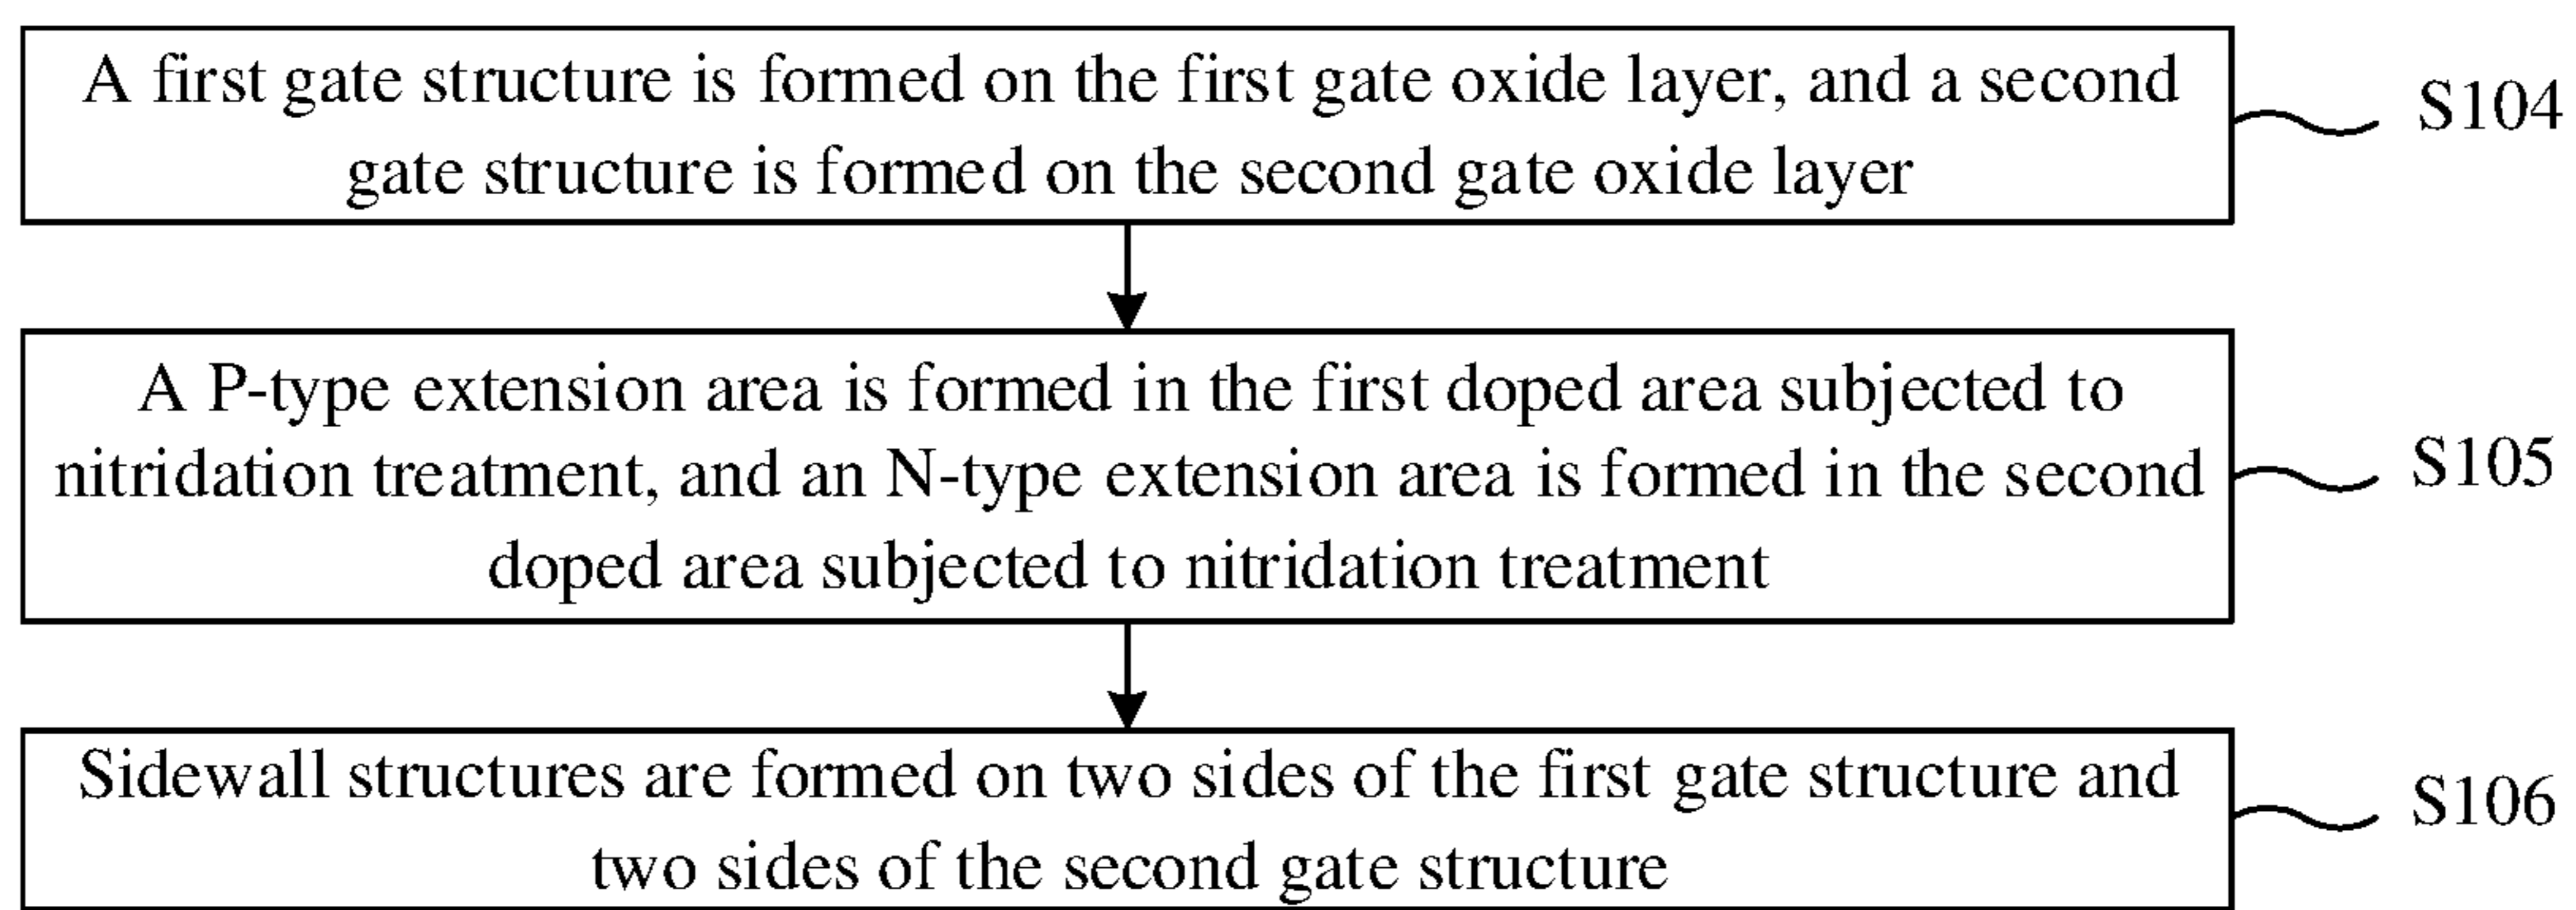 A first gate structure is formed on the first gate oxide layer, and a second
gate structure is formed on the second gate oxide layer
S104
A P-type extension area is formed in the first doped area subjected to
nitridation treatment, and an N-type extension area is formed in the second
doped area subjected to nitridation treatment
S105
Sidewall structures are formed on two sides of the first gate structure and
two sides of the second gate structure
S106